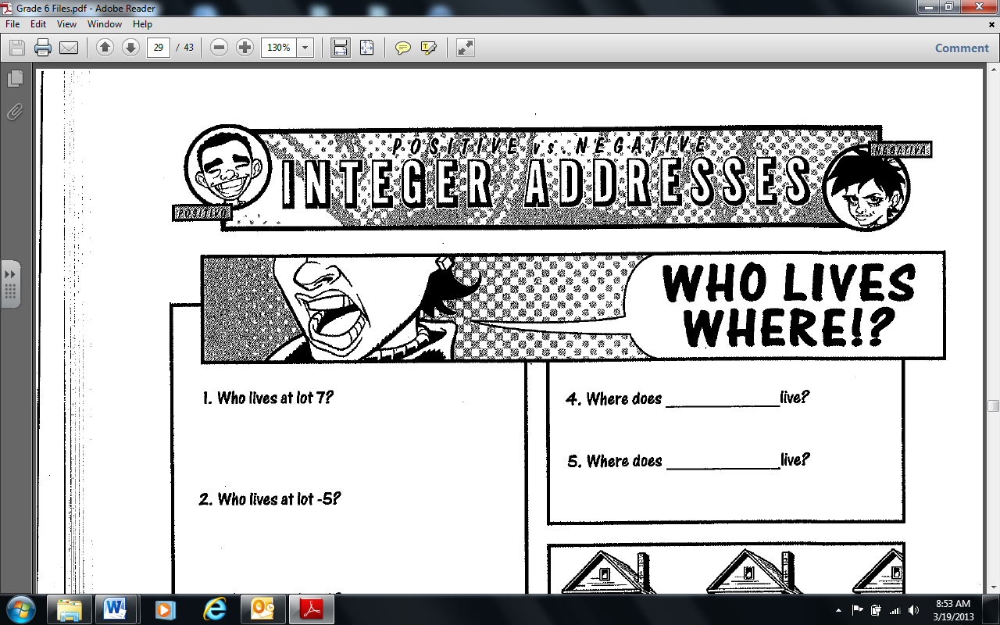 Grade 6 Files.pdf - Adobe Reader
File Edit View Window Help
29 / 43 130% Comment
POSITIVE vs. NEGATIVE
INTEGER ADDRESSES
POSITIVO
NEGATIVA
WHO LIVES
WHERE!?
1. Who lives at lot 7?
2. Who lives at lot -5?
4. Where does ______________ live?
5. Where does ______________ live?
8:53 AM
3/19/2013